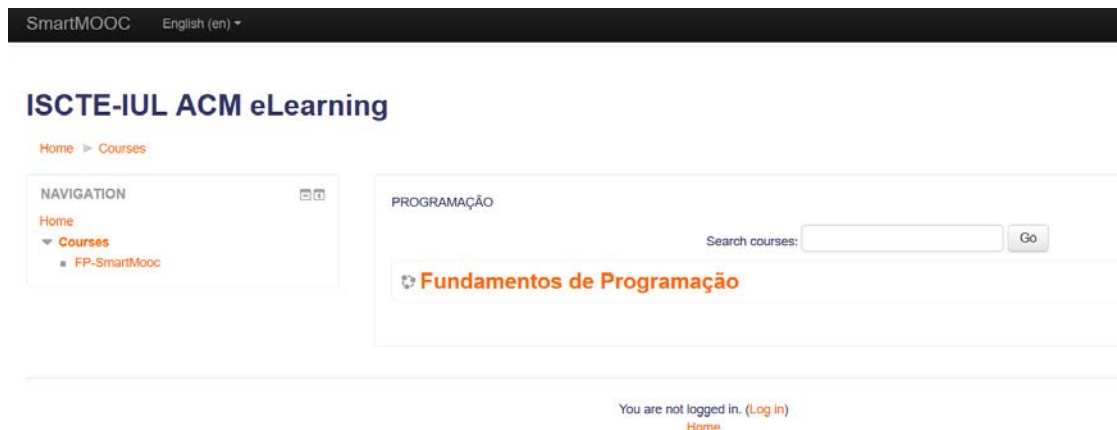 SmartMOOC English (en)
ISCTE-IUL ACM eLearning
Home Courses
NAVIGATION
Home
Courses
FP-SmartMooc
PROGRAMAÇÃO
Search courses: Go
Fundamentos de Programação
You are not logged in. (Log in)
Home